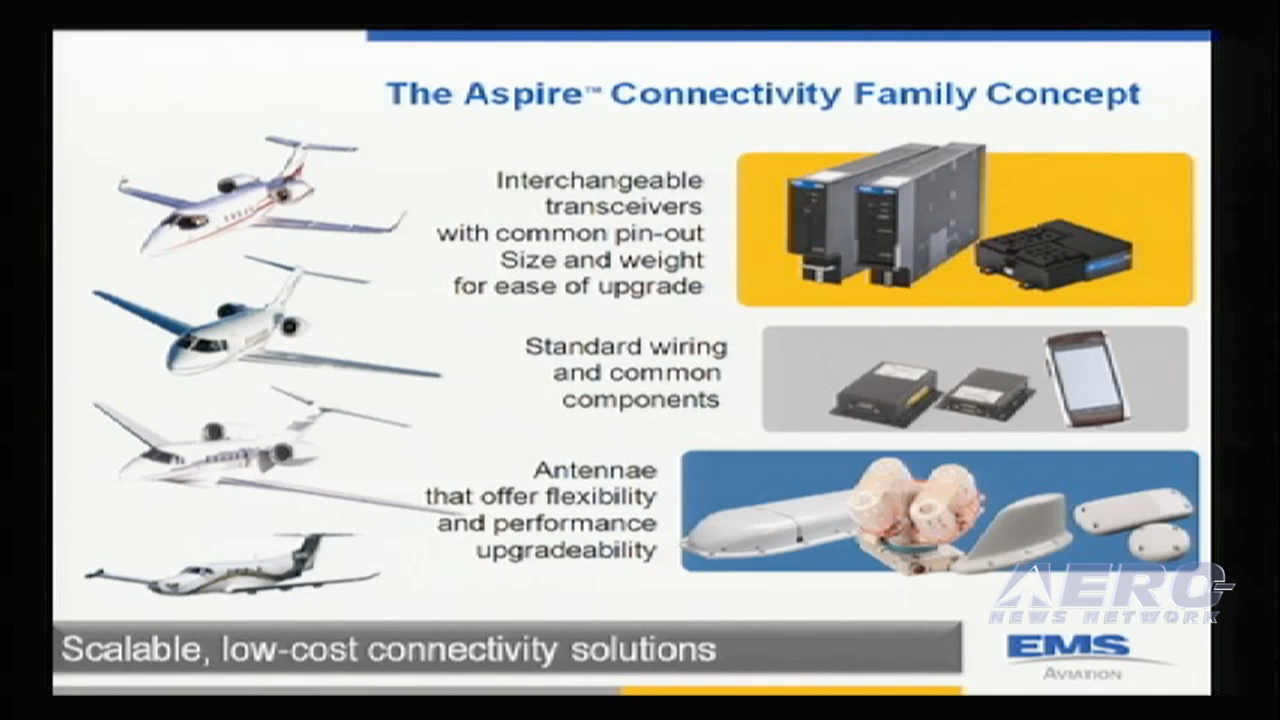 The Aspire™ Connectivity Family Concept
Interchangeable
transceivers
with common pin-out
Size and weight
for ease of upgrade
Standard wiring
and common
components
Antennae
that offer flexibility
and performance
upgradeability
AERO
NEWS NETWORK
Scalable, low-cost connectivity solutions
EMS
AVIATION